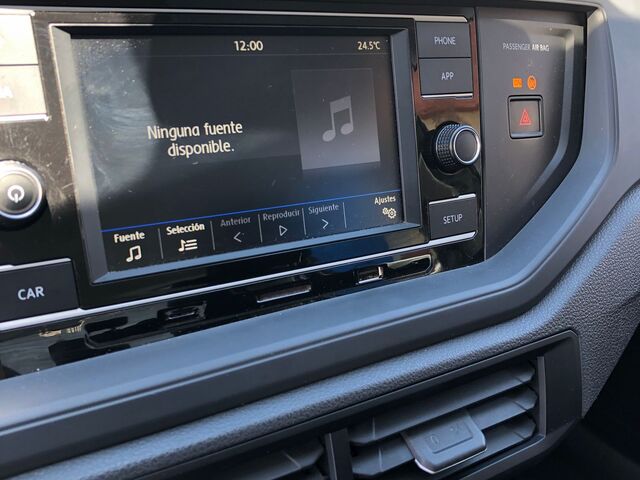 12:00
24.5°C
Ninguna fuente
disponible.
Fuente
Selección
Anterior
Reproducir
Siguiente
Ajustes
PHONE
APP
SETUP
CAR
PASSENGER AIR BAG